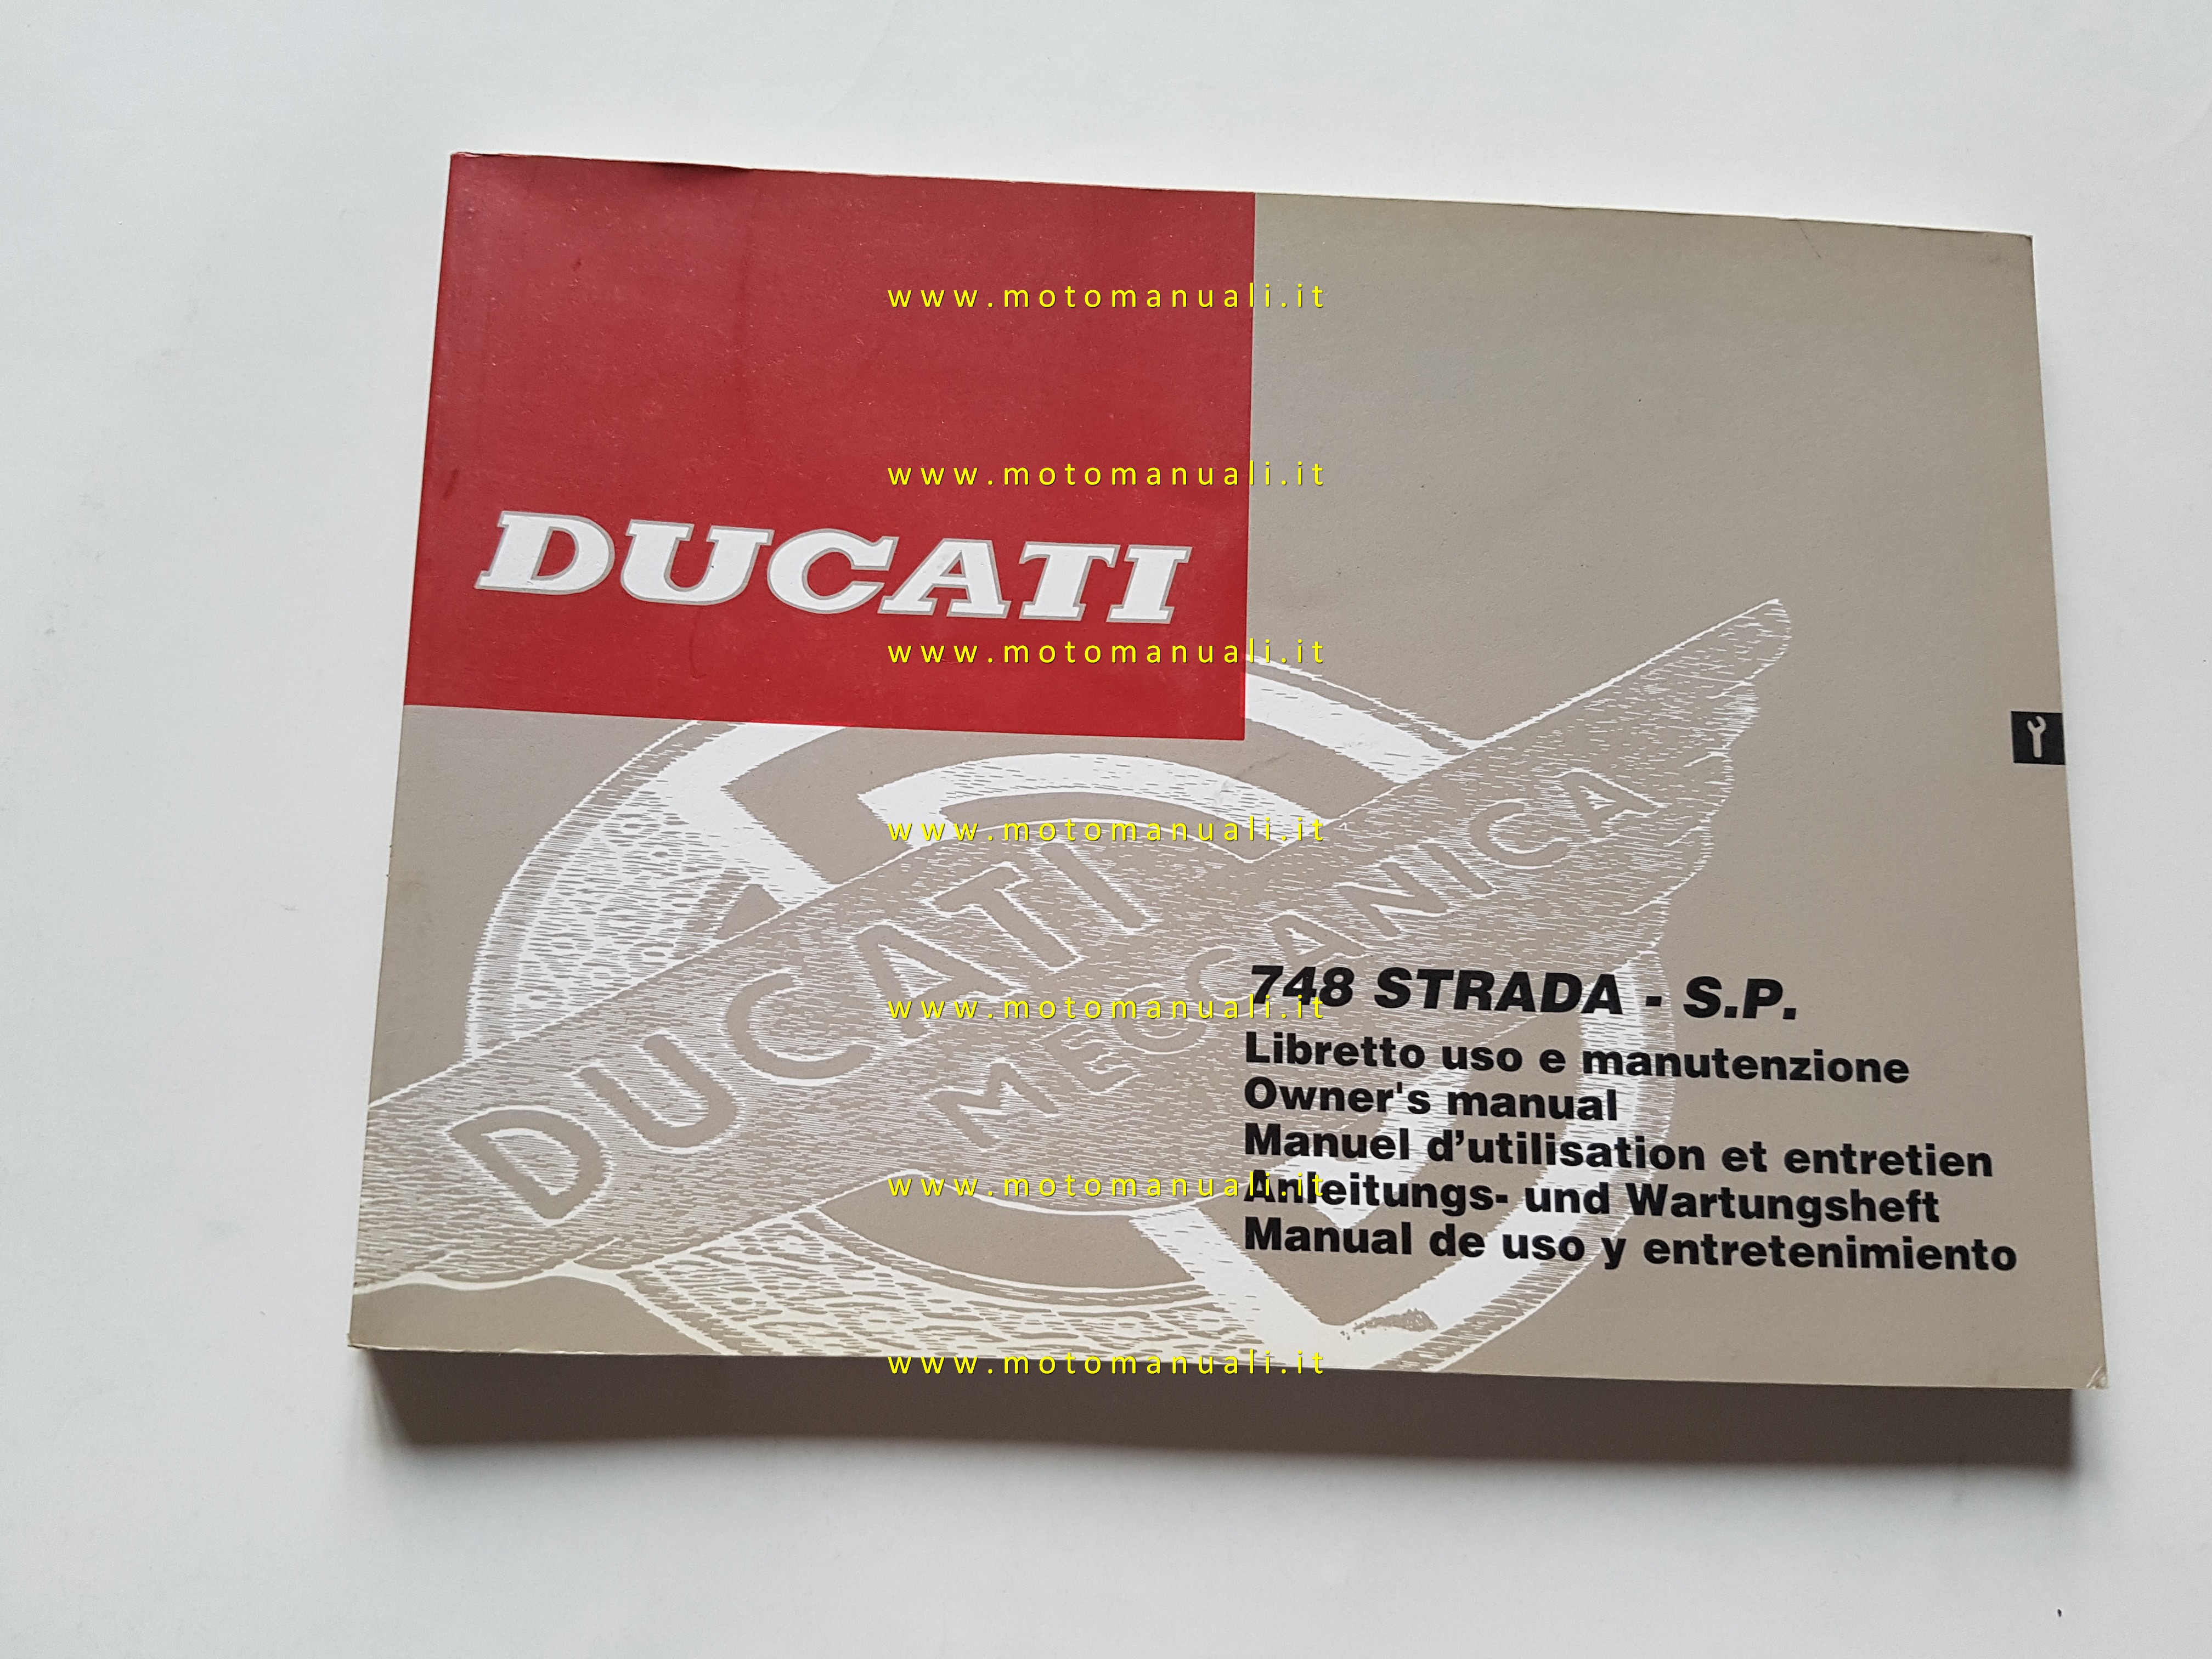 www.motomanuali.it
www.motomanuali.it
DUCATI
www.motomanuali.it
www.motomanuali.it
DUCATI
MECCANICA
748 STRADA - S.P.
www.motomanuali.it
Libretto uso e manutenzione
Owner's manual
Manuel d'utilisation et entretien
www.motomanuali.it
Anleitungs- und Wartungsheft
Manual de uso y entretenimiento
www.motomanuali.it